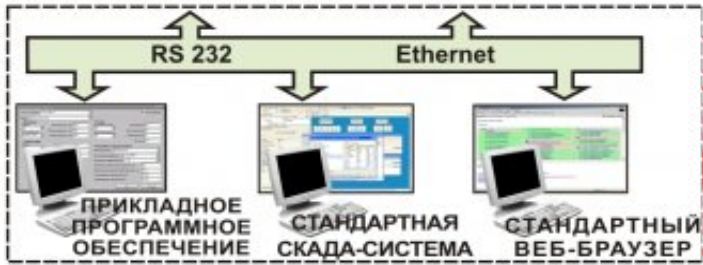 RS 232 Ethernet
ПРИКЛАДНОЕ
ПРОГРАММНОЕ
ОБЕСПЕЧЕНИЕ
СТАНДАРТНАЯ
СКАДА-СИСТЕМА
СТАНДАРТНЫЙ
ВЕБ-БРАУЗЕР